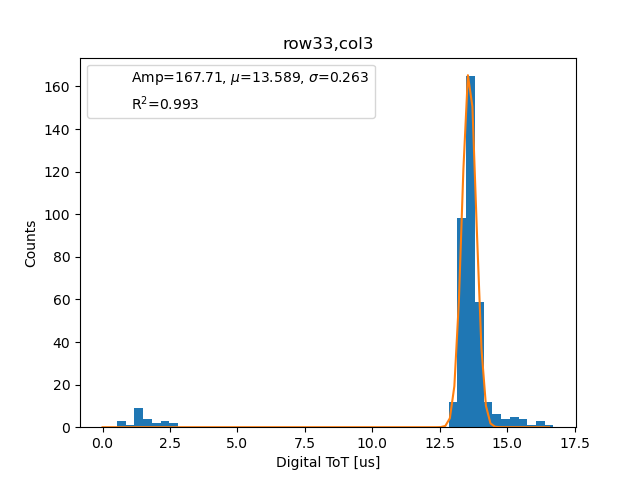 row33,col3
Amp=167.71, μ=13.589, σ=0.263
R²=0.993
Counts
160
140
120
100
80
60
40
20
0
0.0 2.5 5.0 7.5 10.0 12.5 15.0 17.5
Digital ToT [us]